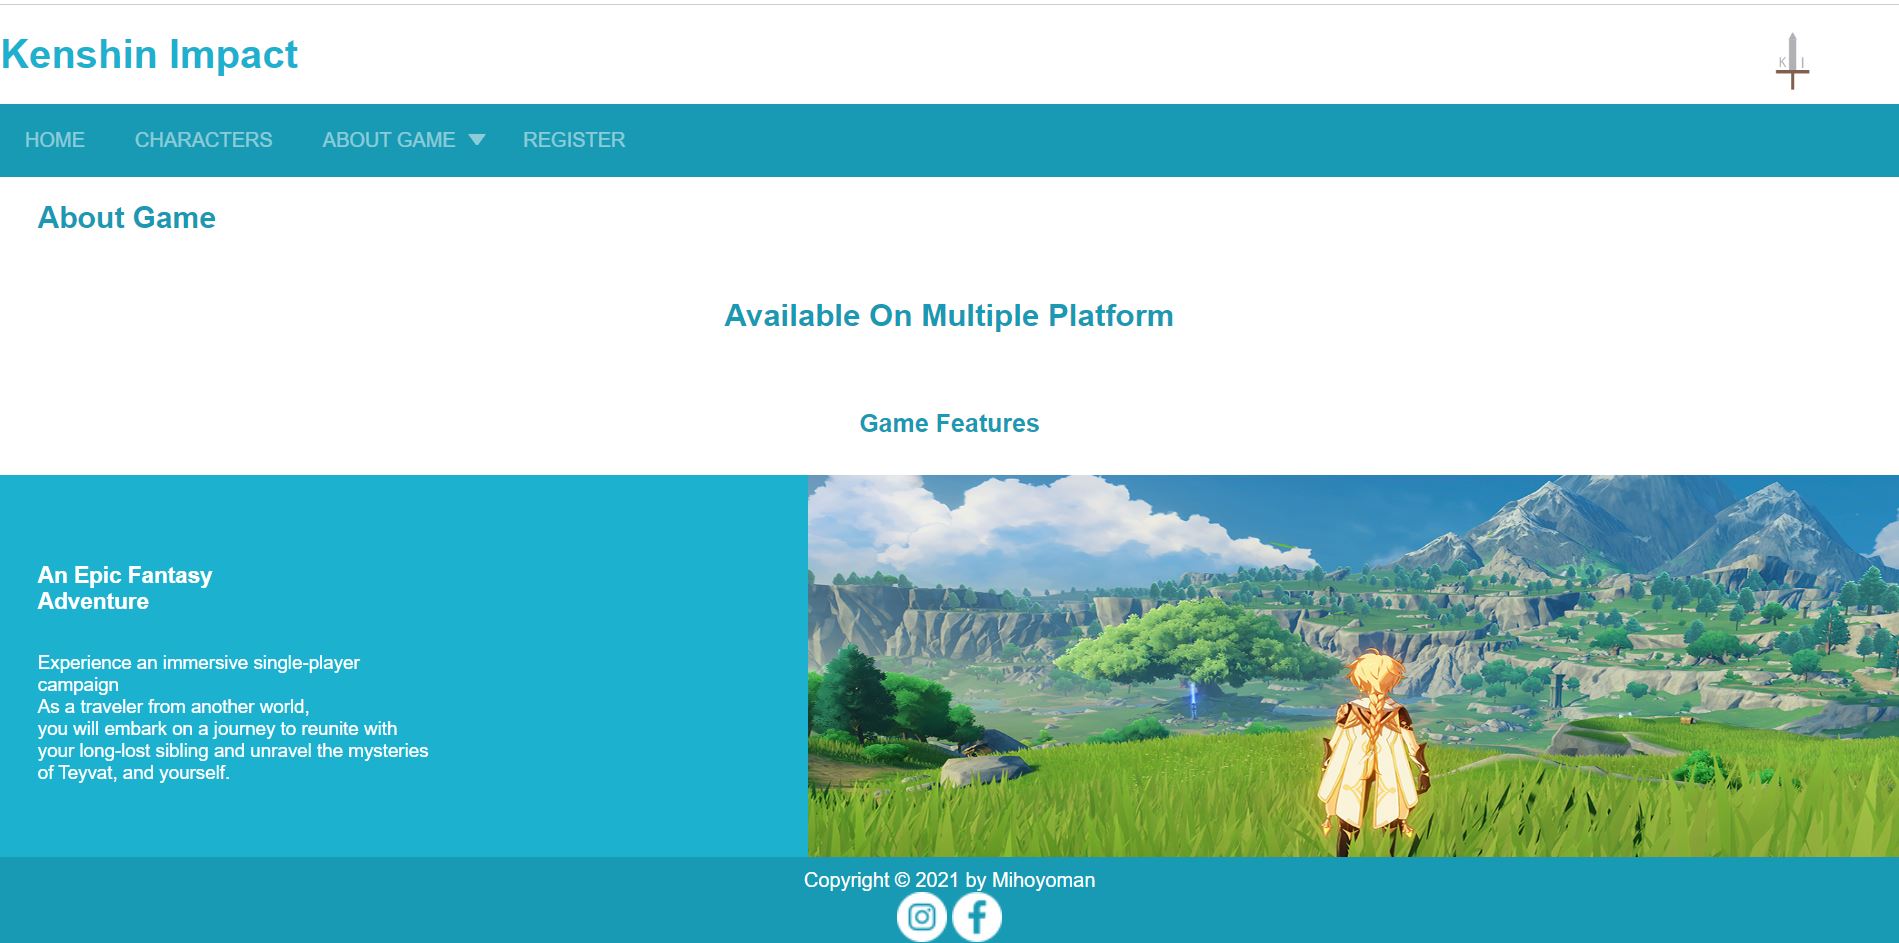 Kenshin Impact
K I
HOME CHARACTERS ABOUT GAME REGISTER
About Game
Available On Multiple Platform
Game Features
An Epic Fantasy
Adventure
Experience an immersive single-player
campaign
As a traveler from another world,
you will embark on a journey to reunite with
your long-lost sibling and unravel the mysteries
of Teyvat, and yourself.
Copyright © 2021 by Mihoyoman